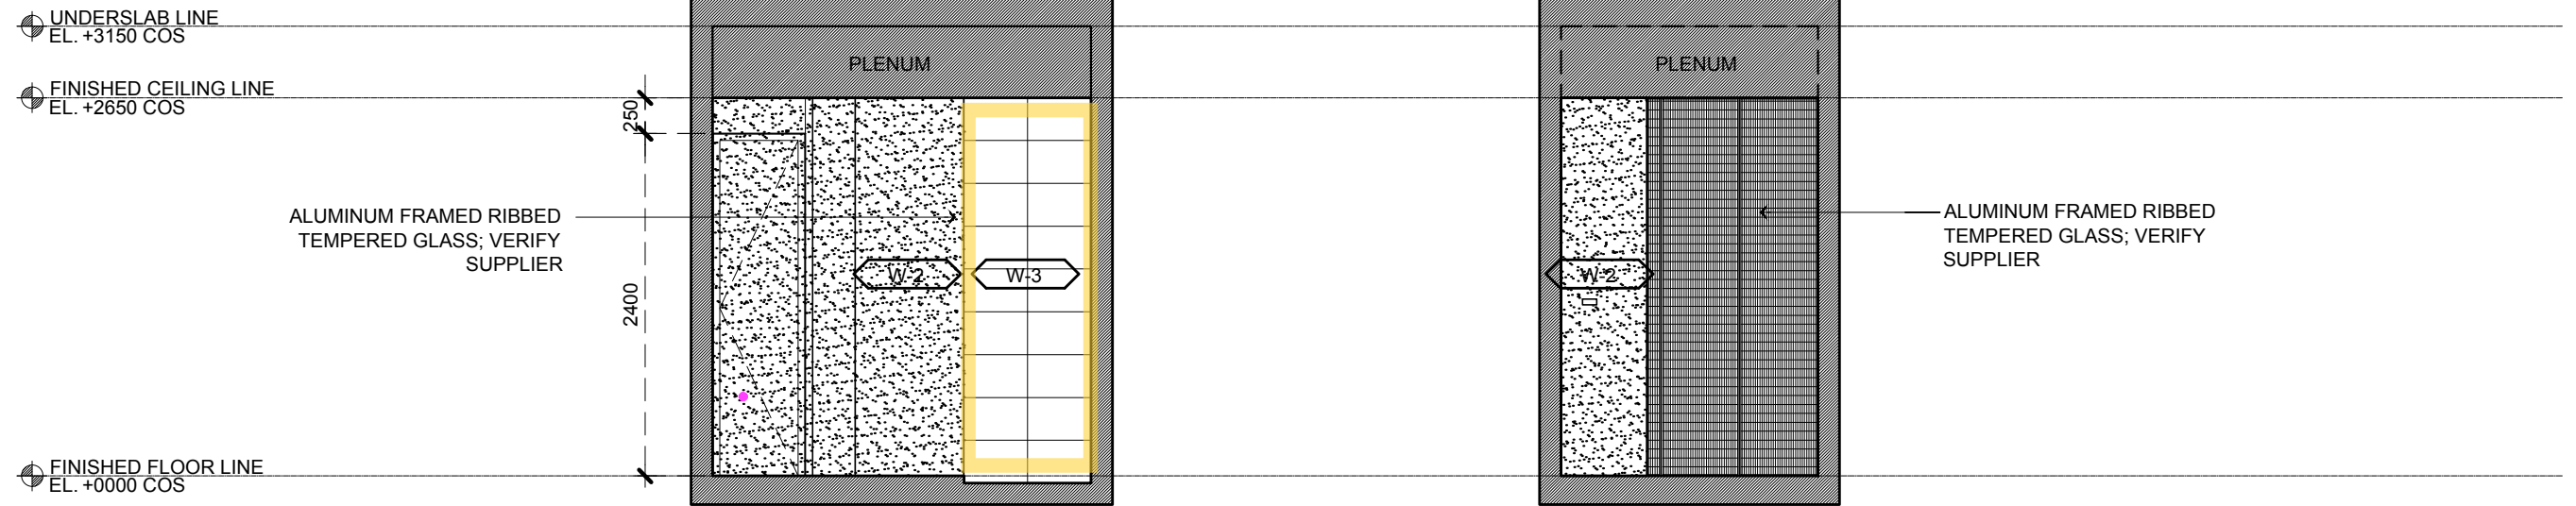 UNDERSLAB LINE
EL. +3150 COS
PLENUM
PLENUM
FINISHED CEILING LINE
EL. +2650 COS
250
ALUMINUM FRAMED RIBBED
TEMPERED GLASS; VERIFY
SUPPLIER
ALUMINUM FRAMED RIBBED
TEMPERED GLASS; VERIFY
SUPPLIER
W-2
W-3
W-2
2400
FINISHED FLOOR LINE
EL. +0000 COS